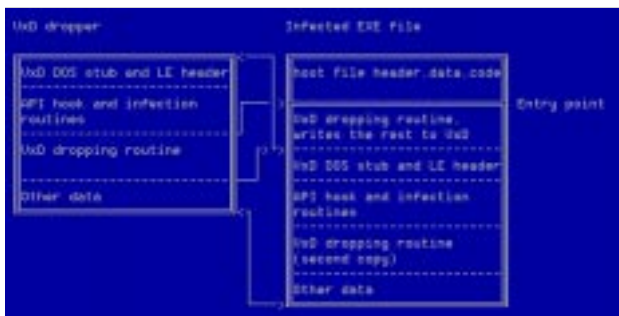 VxD dropper
VxD DOS stub and LE header
API hook and infection
routines
VxD dropping routine
Other data
Infected EXE file
host file header,data,code
Entry point
VxD dropping routine,
writes the rest to VxD
VxD DOS stub and LE header
API hook and infection
routines
VxD dropping routine
(second copy)
Other data